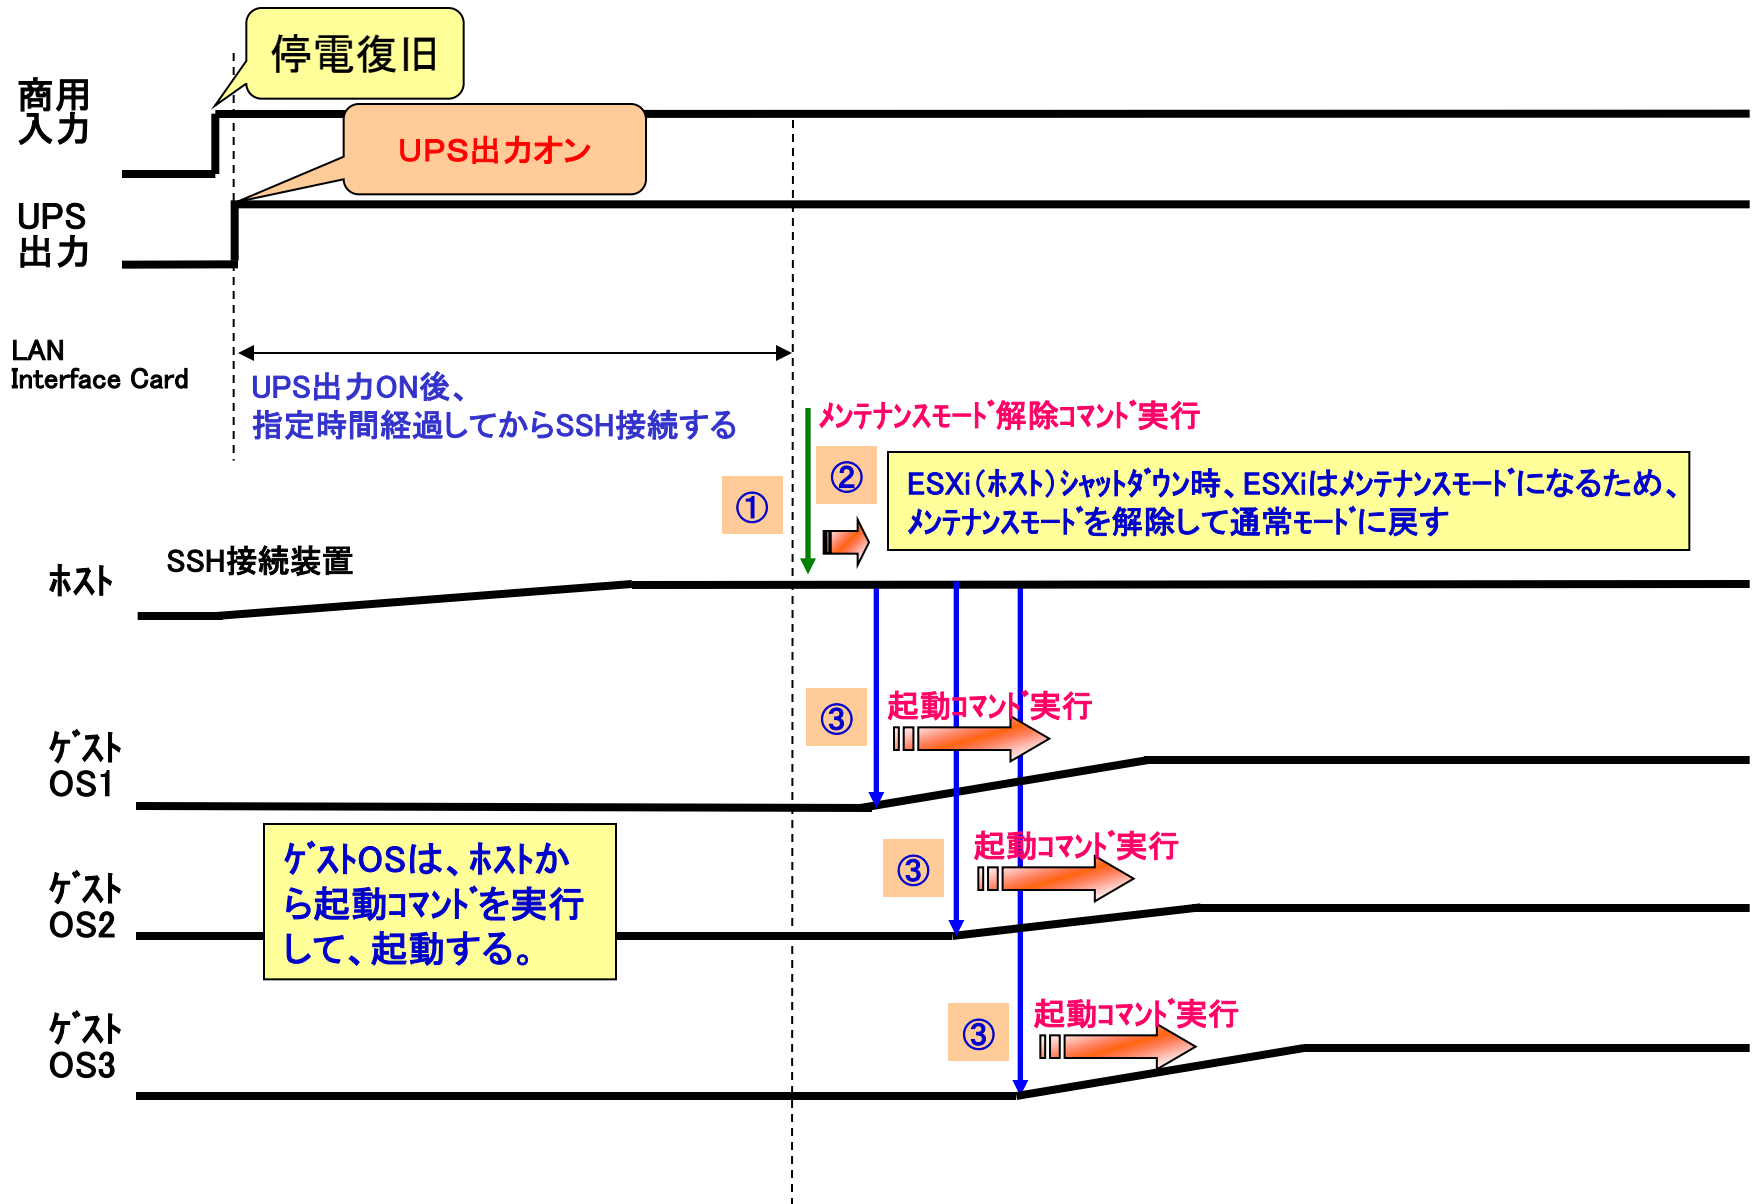 停電復旧
商用
入力
UPS出力オン
UPS
出力
LAN
Interface Card
UPS出力ON後、
指定時間経過してからSSH接続する
ﾒﾝﾃﾅﾝｽﾓｰﾄﾞ解除ｺﾏﾝﾄﾞ実行
①
②
ESXi(ﾎｽﾄ)ｼｬｯﾄﾀﾞｳﾝ時、ESXiはﾒﾝﾃﾅﾝｽﾓｰﾄﾞになるため、
ﾒﾝﾃﾅﾝｽﾓｰﾄﾞを解除して通常ﾓｰﾄﾞに戻す
SSH接続装置
ﾎｽﾄ
③
起動ｺﾏﾝﾄﾞ実行
ｹﾞｽﾄ
OS1
ｹﾞｽﾄOSは、ﾎｽﾄか
ら起動ｺﾏﾝﾄﾞを実行
して、起動する。
③
起動ｺﾏﾝﾄﾞ実行
ｹﾞｽﾄ
OS2
③
起動ｺﾏﾝﾄﾞ実行
ｹﾞｽﾄ
OS3